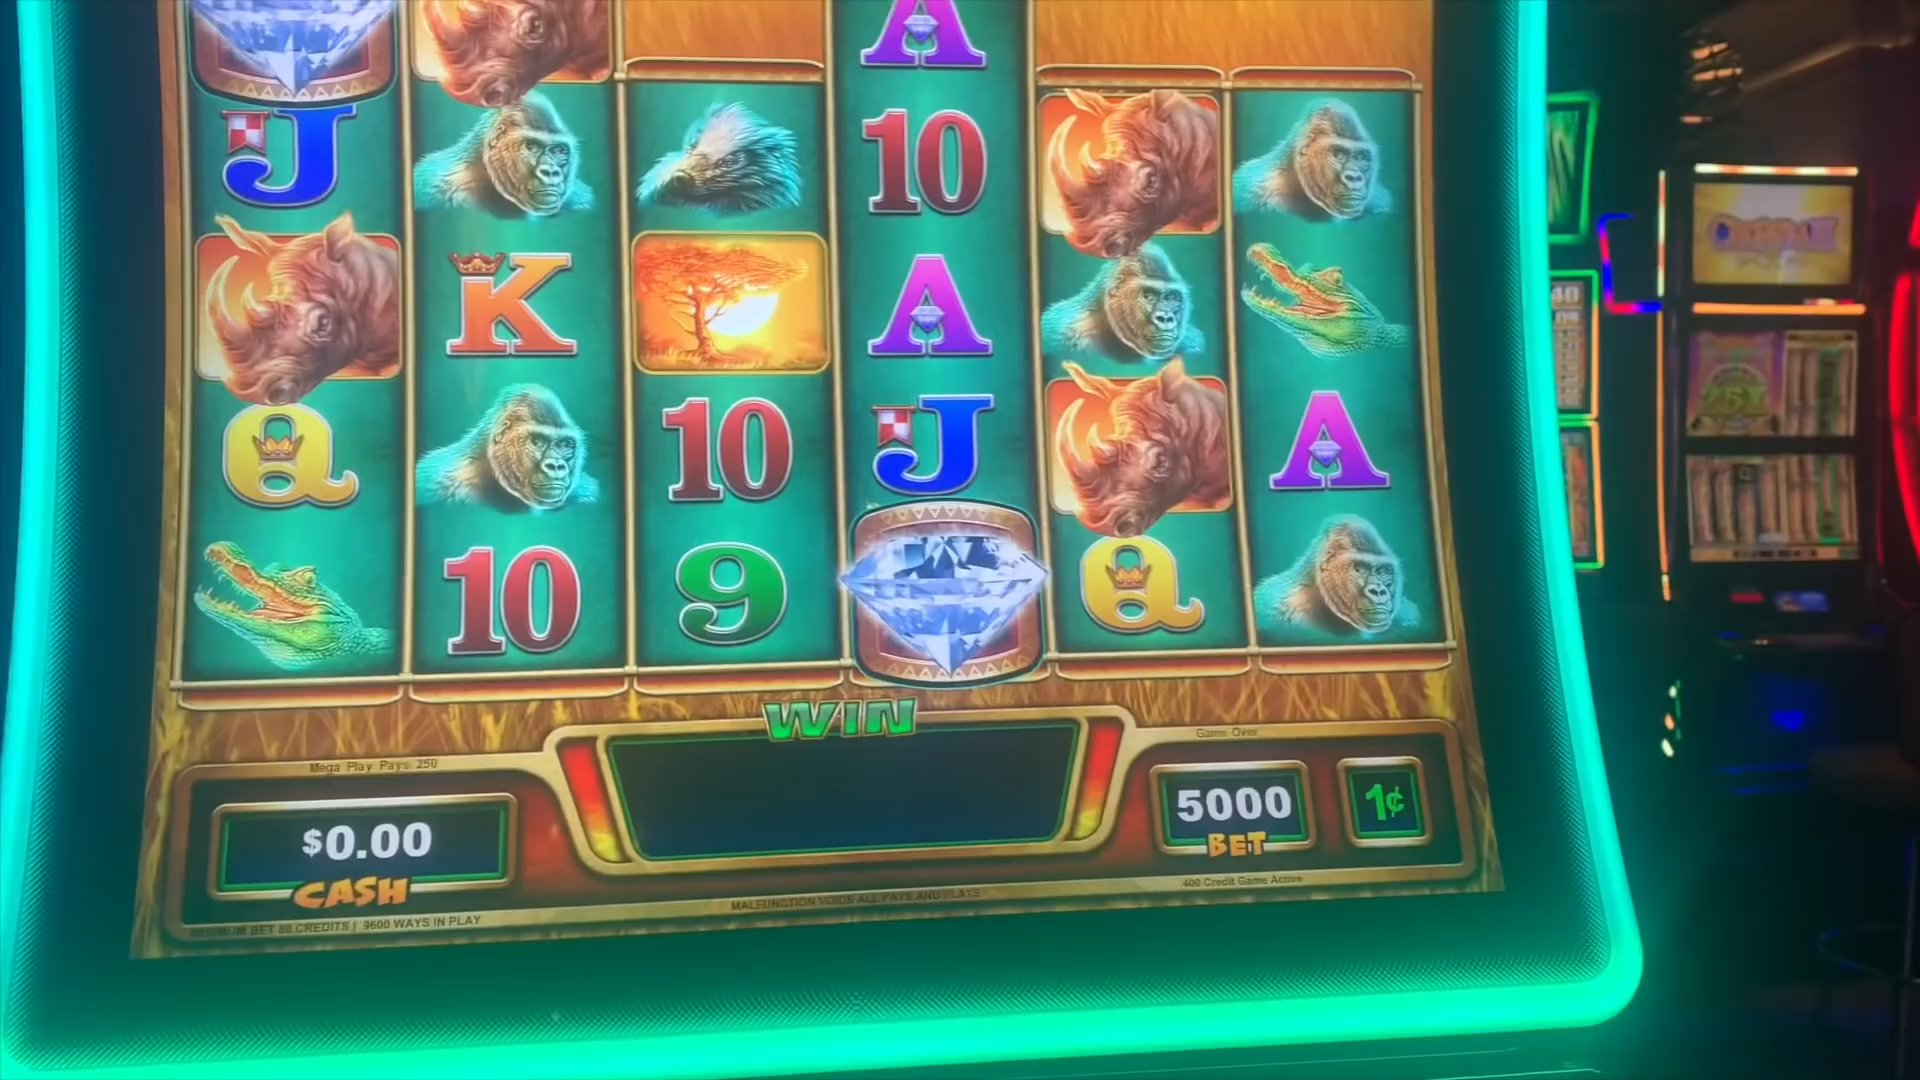 A
J
10
K
A
Q
10
J
A
10
9
Q
WIN
Mega Play Pays 250
Game Over
$0.00
CASH
5000
BET
1¢
400 Credit Game Active
MALFUNCTION VOIDS ALL PAYS AND PLAYS
MINIMUM BET 80 CREDITS | 9600 WAYS IN PLAY